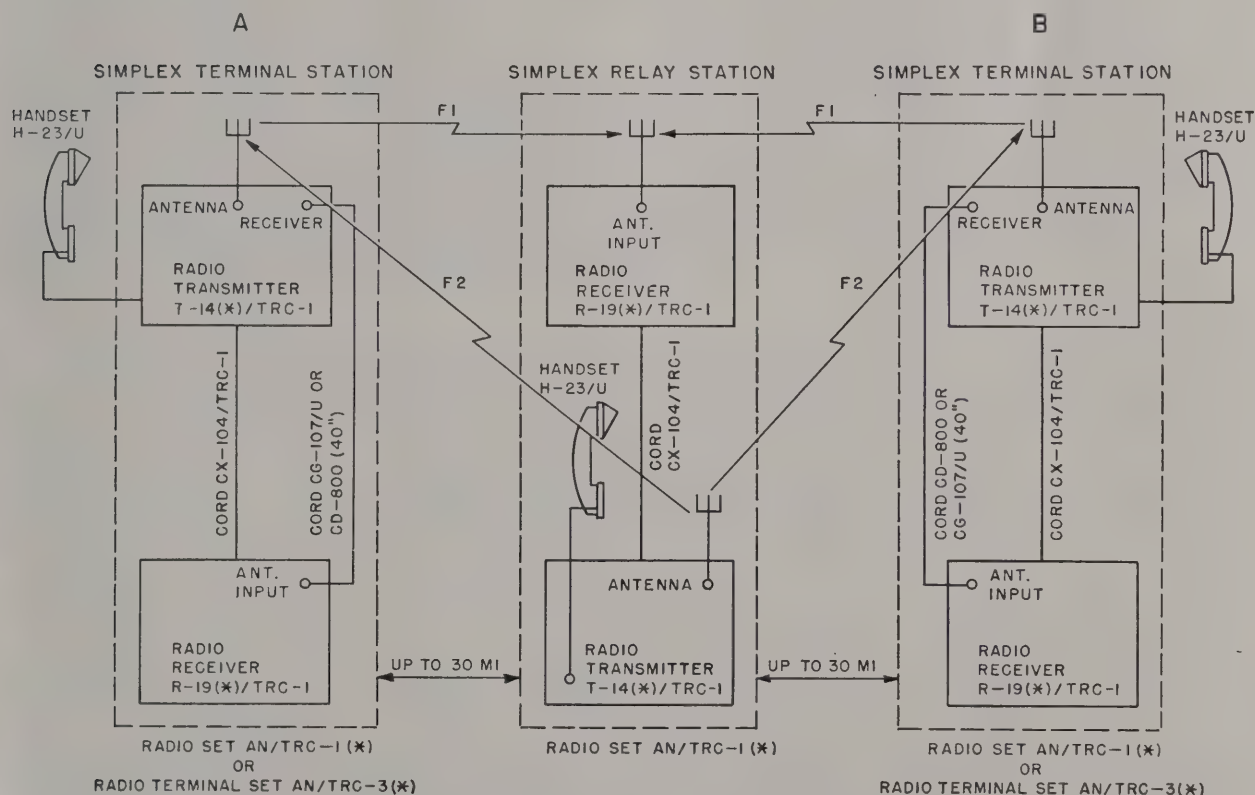 A
SIMPLEX TERMINAL STATION
HANDSET
H-23/U
ANTENNA
RECEIVER
RADIO
TRANSMITTER
T-14(*)/TRC-1
CORD CX-104/TRC-1
CORD CG-107/U OR
CD-800 (40")
ANT.
INPUT
RADIO
RECEIVER
R-19(*)/TRC-1
RADIO SET AN/TRC-1(*)
OR
RADIO TERMINAL SET AN/TRC-3(*)
F1
F2
UP TO 30 MI
SIMPLEX RELAY STATION
ANT.
INPUT
RADIO
RECEIVER
R-19(*)/TRC-1
HANDSET
H-23/U
CORD
CX-104/TRC-1
ANTENNA
RADIO
TRANSMITTER
T-14(*)/TRC-1
RADIO SET AN/TRC-1(*)
F1
F2
UP TO 30 MI
B
SIMPLEX TERMINAL STATION
HANDSET
H-23/U
RECEIVER
ANTENNA
RADIO
TRANSMITTER
T-14(*)/TRC-1
CORD CD-800 OR
CG-107/U (40")
CORD CX-104/TRC-1
ANT.
INPUT
RADIO
RECEIVER
R-19(*)/TRC-1
RADIO SET AN/TRC-1(*)
OR
RADIO TERMINAL SET AN/TRC-3(*)